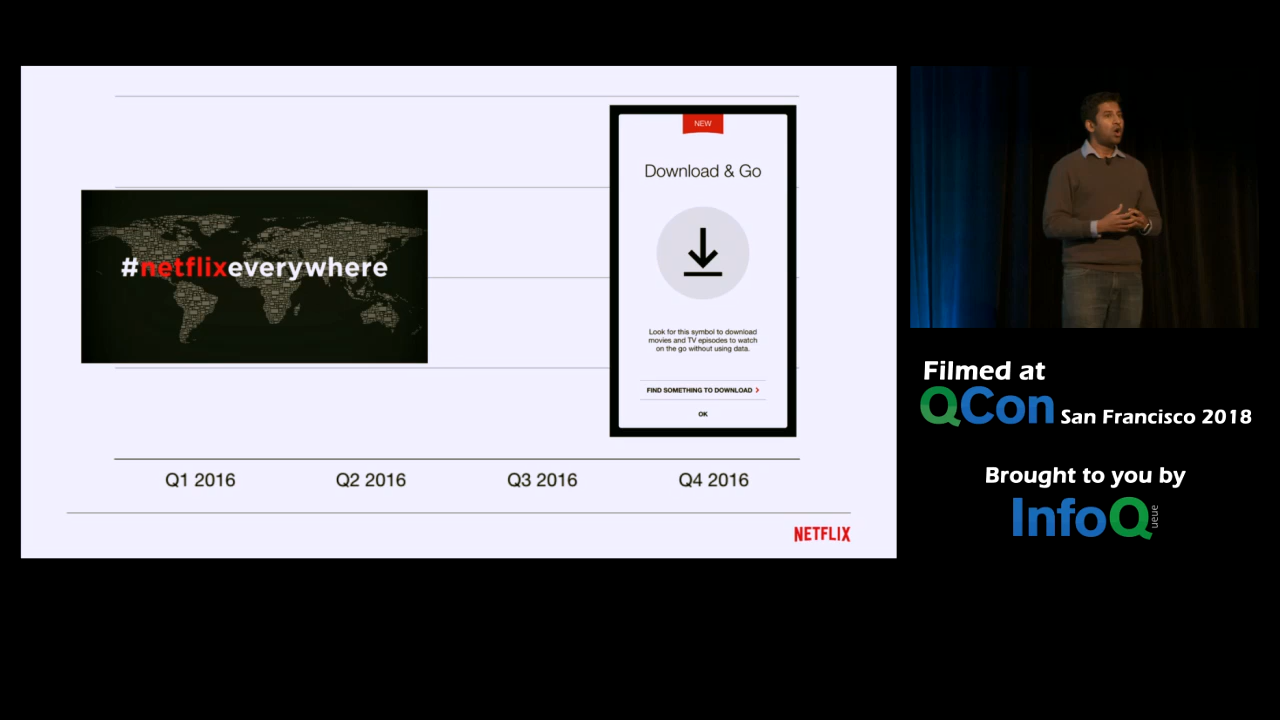 NEW
Download & Go
#netflixeverywhere
Look for this symbol to download
movies and TV episodes to watch
on the go without using data.
FIND SOMETHING TO DOWNLOAD >
OK
Q1 2016 Q2 2016 Q3 2016 Q4 2016
NETFLIX
Filmed at
QCon San Francisco 2018
Brought to you by
InfoQ
ueue